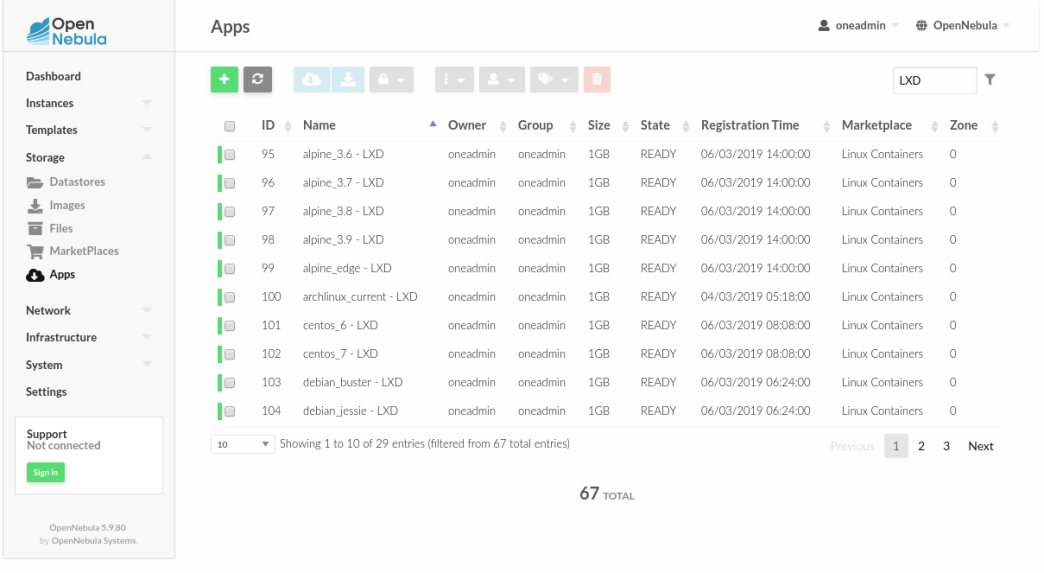 Open
Nebula
Apps
oneadmin
OpenNebula
Dashboard
Instances
Templates
Storage
Datastores
Images
Files
MarketPlaces
Apps
Network
Infrastructure
System
Settings
Support
Not connected
Sign in
OpenNebula 5.9.80
by OpenNebula Systems.
LXD
ID Name Owner Group Size State Registration Time Marketplace Zone
95 alpine_3.6 - LXD oneadmin oneadmin 1GB READY 06/03/2019 14:00:00 Linux Containers 0
96 alpine_3.7 - LXD oneadmin oneadmin 1GB READY 06/03/2019 14:00:00 Linux Containers 0
97 alpine_3.8 - LXD oneadmin oneadmin 1GB READY 06/03/2019 14:00:00 Linux Containers 0
98 alpine_3.9 - LXD oneadmin oneadmin 1GB READY 06/03/2019 14:00:00 Linux Containers 0
99 alpine_edge - LXD oneadmin oneadmin 1GB READY 06/03/2019 14:00:00 Linux Containers 0
100 archlinux_current - LXD oneadmin oneadmin 1GB READY 04/03/2019 05:18:00 Linux Containers 0
101 centos_6 - LXD oneadmin oneadmin 1GB READY 06/03/2019 08:08:00 Linux Containers 0
102 centos_7 - LXD oneadmin oneadmin 1GB READY 06/03/2019 08:08:00 Linux Containers 0
103 debian_buster - LXD oneadmin oneadmin 1GB READY 06/03/2019 06:24:00 Linux Containers 0
104 debian_jessie - LXD oneadmin oneadmin 1GB READY 06/03/2019 06:24:00 Linux Containers 0
10 Showing 1 to 10 of 29 entries (filtered from 67 total entries)
Previous 1 2 3 Next
67 TOTAL